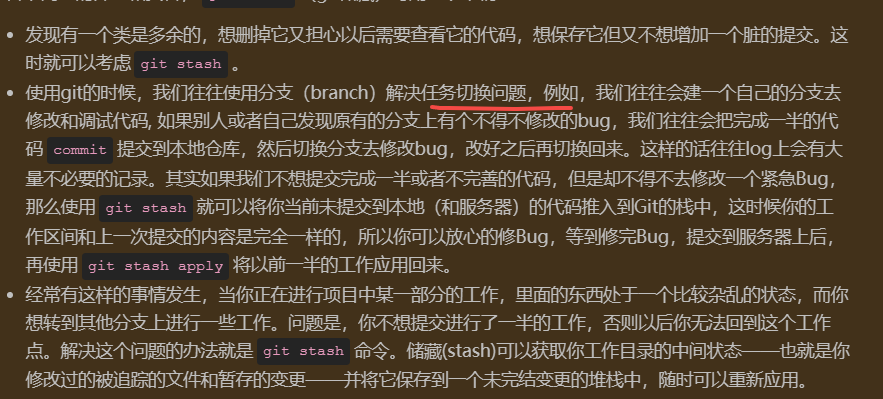 发现有一个类是多余的，想删掉它又担心以后需要查看它的代码，想保存它但又不想增加一个脏的提交。这
时就可以考虑 git stash 。
使用git的时候，我们往往使用分支（branch）解决任务切换问题，例如，我们往往会建一个自己的分支去
修改和调试代码, 如果别人或者自己发现原有的分支上有个不得不修改的bug，我们往往会把完成一半的代
码 commit 提交到本地仓库，然后切换分支去修改bug，改好之后再切换回来。这样的话往往log上会有大
量不必要的记录。其实如果我们不想提交完成一半或者不完善的代码，但是却不得不去修改一个紧急Bug，
那么使用 git stash 就可以将你当前未提交到本地（和服务器）的代码推入到Git的栈中，这时候你的工
作区间和上一次提交的内容是完全一样的，所以你可以放心的修Bug，等到修完Bug，提交到服务器上后，
再使用 git stash apply 将以前一半的工作应用回来。
经常有这样的事情发生，当你正在进行项目中某一部分的工作，里面的东西处于一个比较杂乱的状态，而你
想转到其他分支上进行一些工作。问题是，你不想提交进行了一半的工作，否则以后你无法回到这个工作
点。解决这个问题的办法就是 git stash 命令。储藏(stash)可以获取你工作目录的中间状态——也就是你
修改过的被追踪的文件和暂存的变更——并将它保存到一个未完结变更的堆栈中，随时可以重新应用。